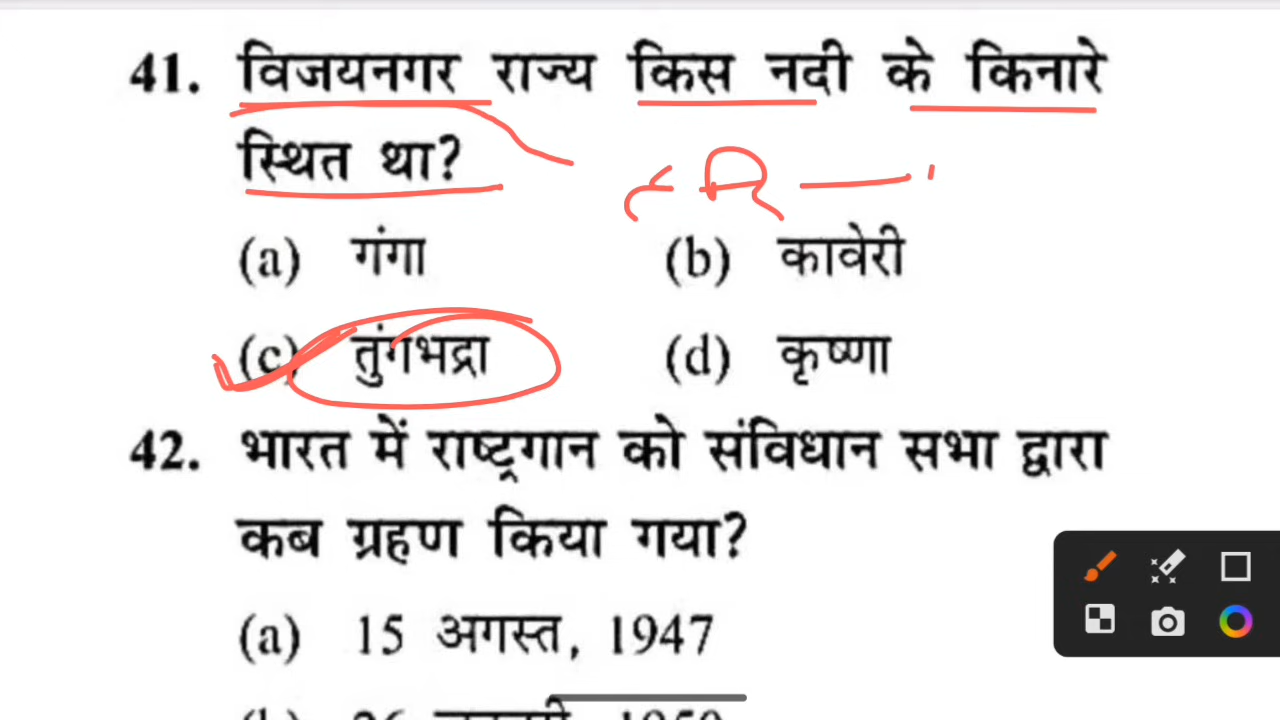 41. विजयनगर राज्य किस नदी के किनारे
स्थित था?
(a) गंगा (b) कावेरी
(c) तुंगभद्रा (d) कृष्णा
42. भारत में राष्ट्रगान को संविधान सभा द्वारा
कब ग्रहण किया गया?
(a) 15 अगस्त, 1947